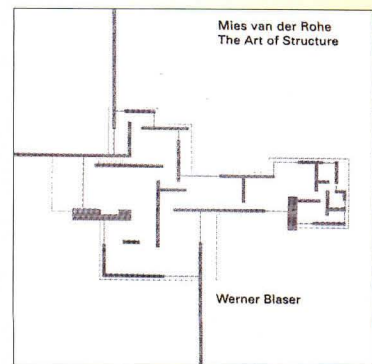 Mies van der Rohe
The Art of Structure
Werner Blaser